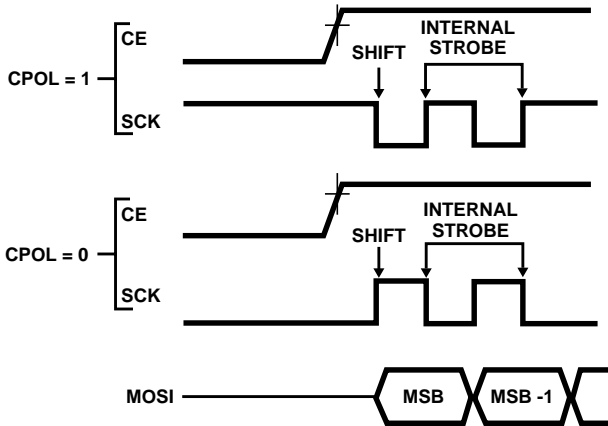 CE
INTERNAL
STROBE
SHIFT
CPOL = 1
SCK
CE
INTERNAL
STROBE
SHIFT
CPOL = 0
SCK
MOSI
MSB
MSB -1